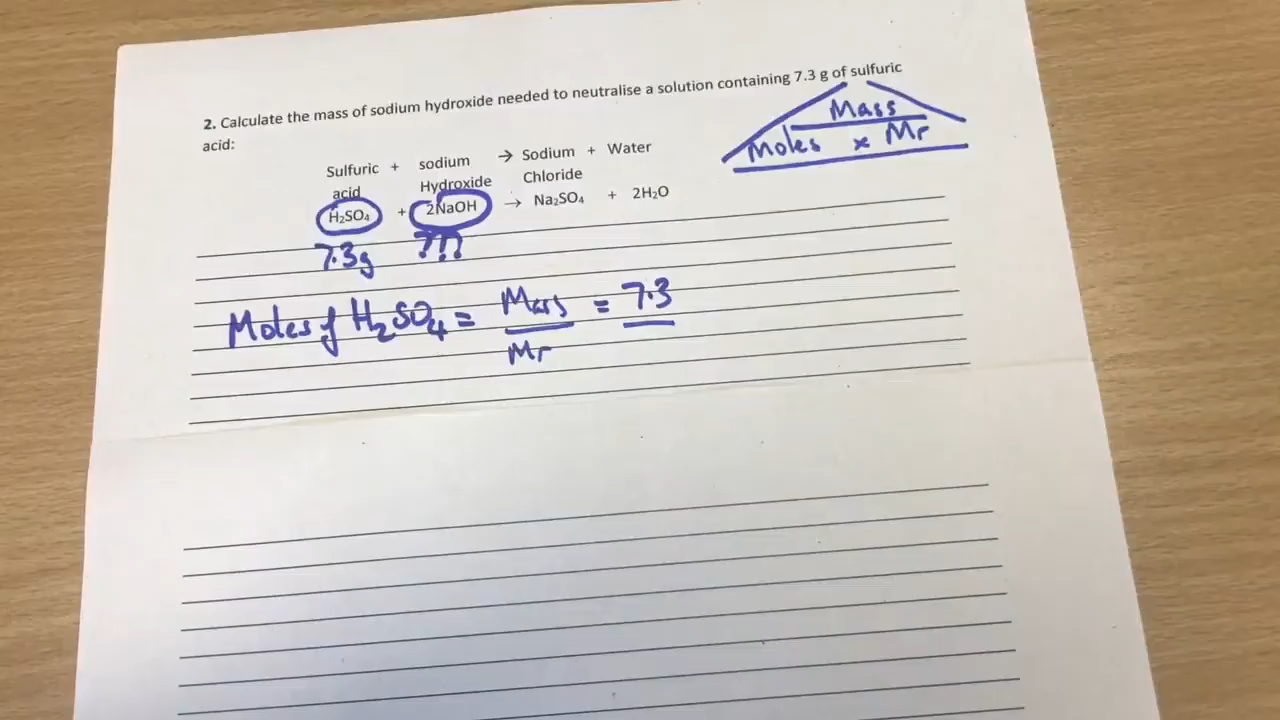 2. Calculate the mass of sodium hydroxide needed to neutralise a solution containing 7.3 g of sulfuric
acid:
Mass
Moles x Mr
Sulfuric + sodium → Sodium + Water
acid Hydroxide Chloride
H₂SO₄ + 2NaOH → Na₂SO₄ + 2H₂O
7.3g ???
Moles of H₂SO₄ = Mass = 7.3
Mr